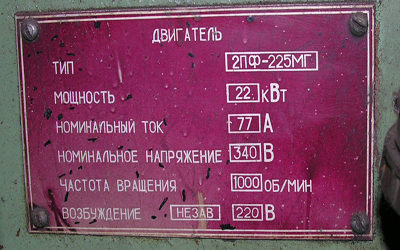 ДВИГАТЕЛЬ
ТИП 2ПФ-225МГ
МОЩНОСТЬ 22. кВт
НОМИНАЛЬНЫЙ ТОК 77 А
НОМИНАЛЬНОЕ НАПРЯЖЕНИЕ 340 В
ЧАСТОТА ВРАЩЕНИЯ 1000 ОБ/МИН
ВОЗБУЖДЕНИЕ НЕЗАВ 220 В